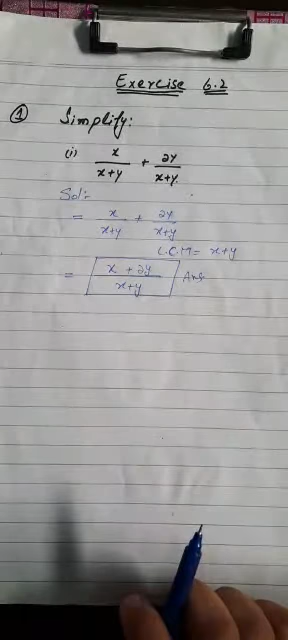 Exercise 6.2
① Simplify:
(i) x/x+y + 2y/x+y
Sol:-
= x/x+y + 2y/x+y
L.C.M = x+y
= x + 2y/x+y Ans